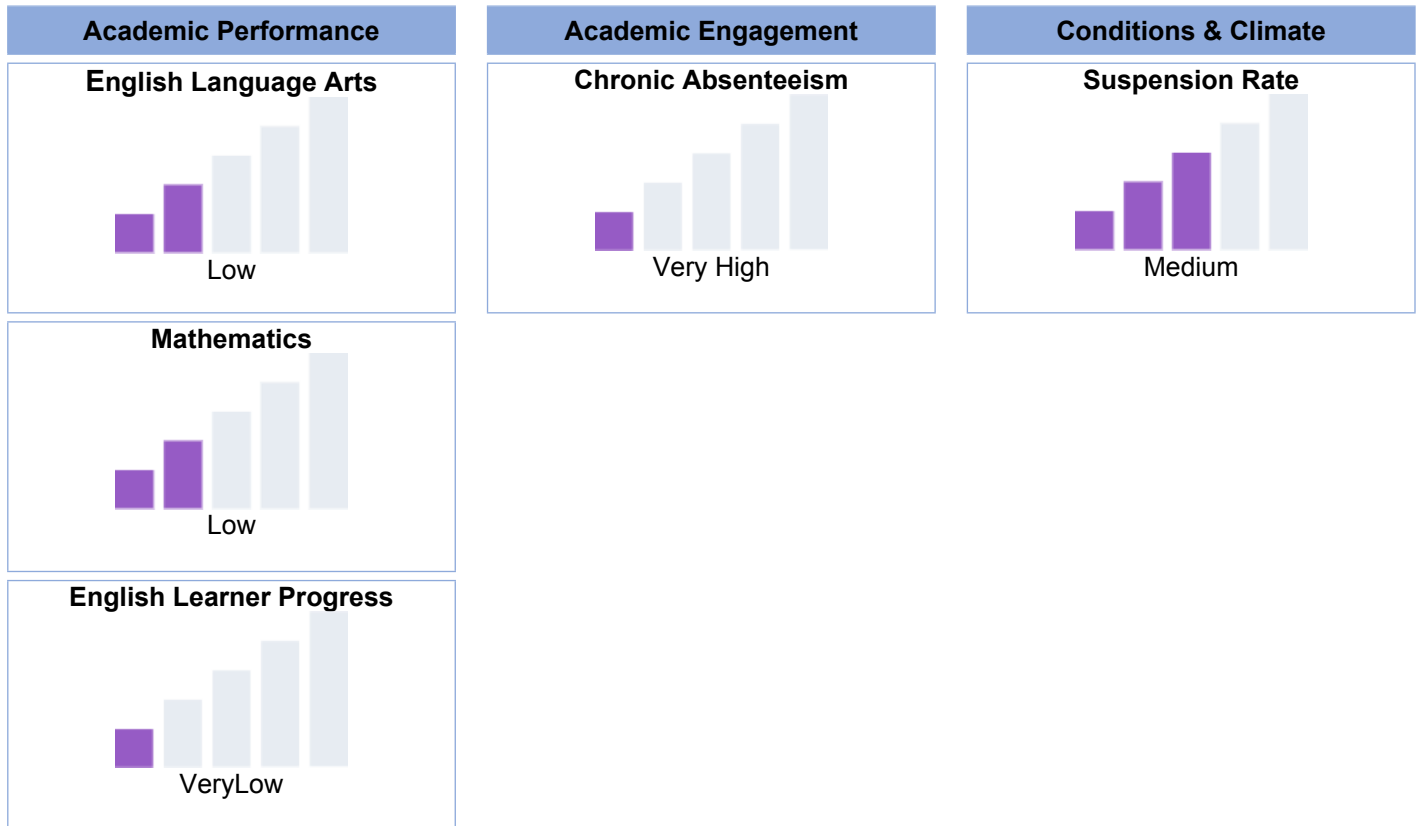 Academic Performance
Academic Engagement
Conditions & Climate
English Language Arts
Low
Chronic Absenteeism
Very High
Suspension Rate
Medium
Mathematics
Low
English Learner Progress
VeryLow